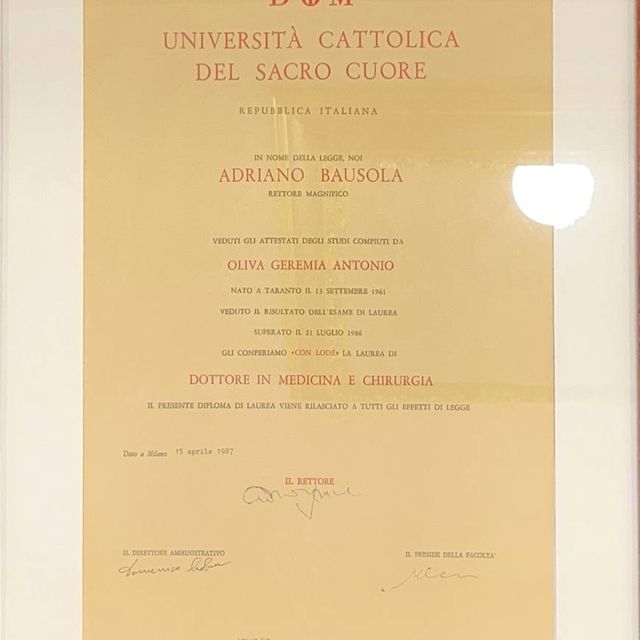 UNIVERSITÀ CATTOLICA
DEL SACRO CUORE
REPUBBLICA ITALIANA
IN NOME DELLA LEGGE, NOI
ADRIANO BAUSOLA
RETTORE MAGNIFICO
VEDUTI GLI ATTESTATI DEGLI STUDI COMPIUTI DA
OLIVA GEREMIA ANTONIO
NATO A TARANTO IL 13 SETTEMBRE 1961
VEDUTO IL RISULTATO DELL'ESAME DI LAUREA
SUPERATO IL 21 LUGLIO 1986
GLI CONFERIAMO «CON LODE» LA LAUREA DI
DOTTORE IN MEDICINA E CHIRURGIA
IL PRESENTE DIPLOMA DI LAUREA VIENE RILASCIATO A TUTTI GLI EFFETTI DI LEGGE
Dato a Milano 15 aprile 1987
IL RETTORE
IL DIRETTORE AMMINISTRATIVO
IL PRESIDE DELLA FACOLTA'